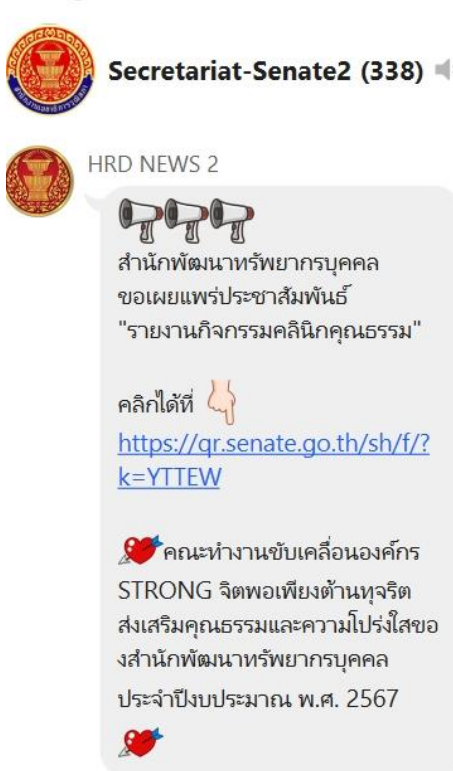 Secretariat-Senate2 (338)
HRD NEWS 2
สำนักพัฒนาทรัพยากรบุคคล
ขอเผยแพร่ประชาสัมพันธ์
"รายงานกิจกรรมคลินิกคุณธรรม"
คลิกได้ที่
https://qr.senate.go.th/sh/f/?
k=YTTEW
คณะทำงานขับเคลื่อนองค์กร
STRONG จิตพอเพียงต้านทุจริต
ส่งเสริมคุณธรรมและความโปร่งใสขอ
งสำนักพัฒนาทรัพยากรบุคคล
ประจำปีงบประมาณ พ.ศ. 2567